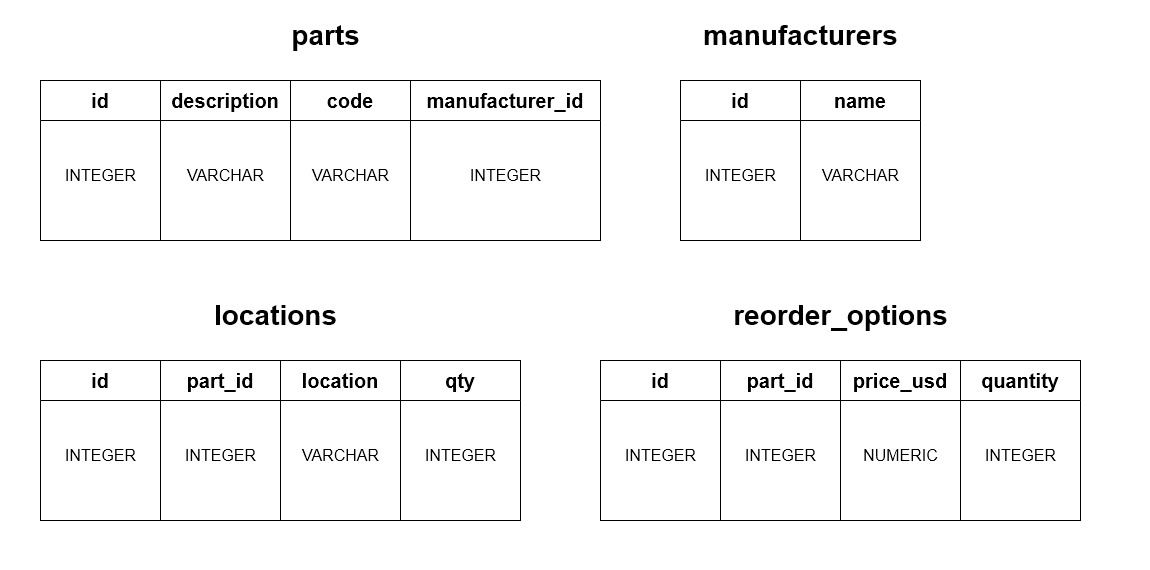 parts
manufacturers
id description code manufacturer_id
INTEGER VARCHAR VARCHAR INTEGER
id name
INTEGER VARCHAR
locations
reorder_options
id part_id location qty
INTEGER INTEGER VARCHAR INTEGER
id part_id price_usd quantity
INTEGER INTEGER NUMERIC INTEGER